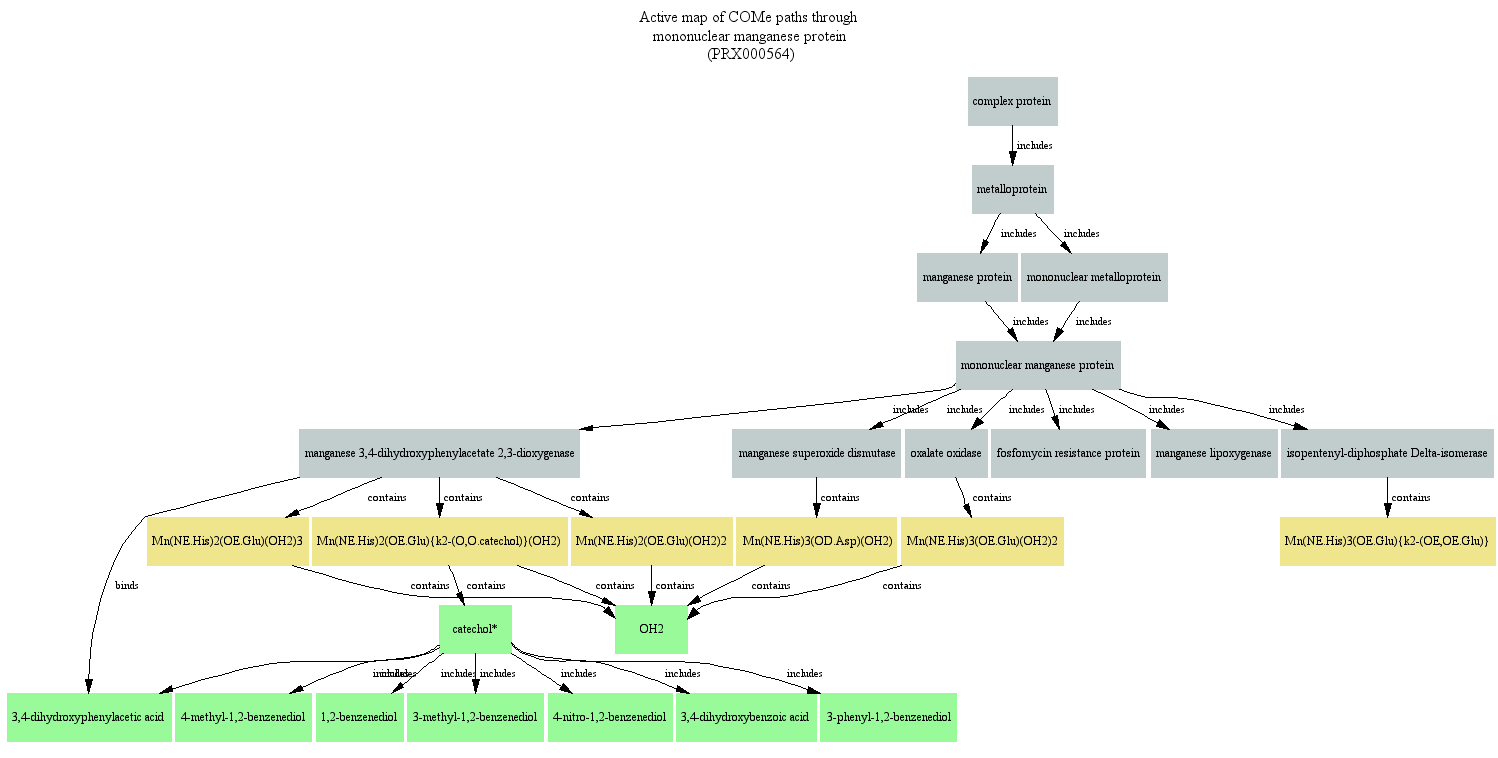 Active map of COMe paths through
mononuclear manganese protein
(PRX000564)
complex protein
includes
metalloprotein
includes includes
manganese protein mononuclear metalloprotein
includes includes
mononuclear manganese protein
includes includes includes includes includes includes
manganese 3,4-dihydroxyphenylacetate 2,3-dioxygenase manganese superoxide dismutase oxalate oxidase fosfomycin resistance protein manganese lipoxygenase isopentenyl-diphosphate Delta-isomerase
contains contains contains contains contains contains
Mn(NE.His)2(OE.Glu)(OH2)3 Mn(NE.His)2(OE.Glu){k2-(O,O.catechol)}(OH2) Mn(NE.His)2(OE.Glu)(OH2)2 Mn(NE.His)3(OD.Asp)(OH2) Mn(NE.His)3(OE.Glu)(OH2)2 Mn(NE.His)3(OE.Glu){k2-(OE,OE.Glu)}
binds contains contains contains contains contains contains
catechol* OH2
includes includes includes includes includes includes includes
3,4-dihydroxyphenylacetic acid 4-methyl-1,2-benzenediol 1,2-benzenediol 3-methyl-1,2-benzenediol 4-nitro-1,2-benzenediol 3,4-dihydroxybenzoic acid 3-phenyl-1,2-benzenediol